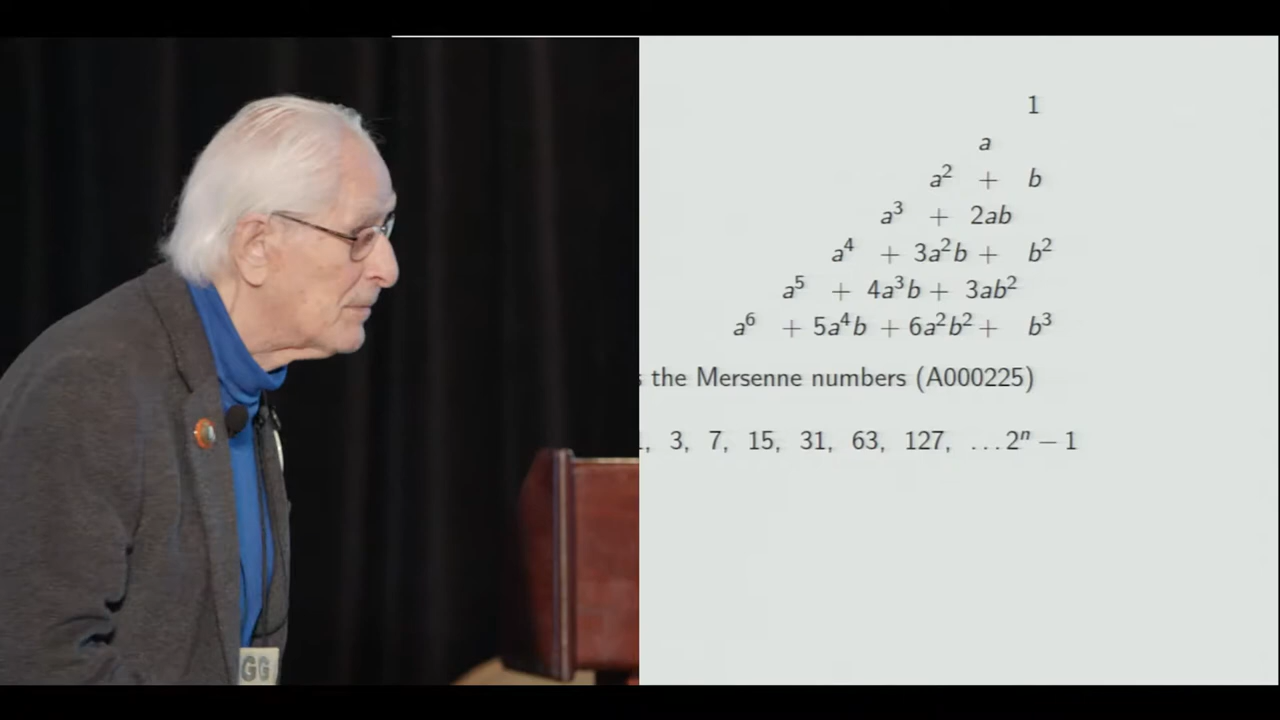 1
a
a² + b
a³ + 2ab
a⁴ + 3a²b + b²
a⁵ + 4a³b + 3ab²
a⁶ + 5a⁴b + 6a²b² + b³
the Mersenne numbers (A000225)
, 3, 7, 15, 31, 63, 127, ...2ⁿ − 1
GG